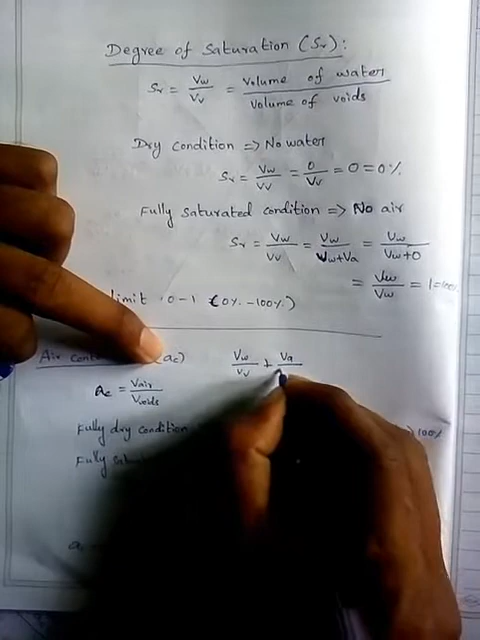 Degree of Saturation (Sr):
Sr = Vw/Vv = Volume of water/Volume of voids
Dry Condition => No water
Sr = Vw/Vv = 0/Vv = 0 = 0%
Fully saturated condition => No air
Sr = Vw/Vv = Vw/Vw+Va = Vw/Vw+0
= Vw/Vw = 1 = 100%
limit 0-1 (0% - 100%)
Air (ac) Vw/Vv + Va
ac = Vair/Vvoids
Fully dry condition 100%
Fully